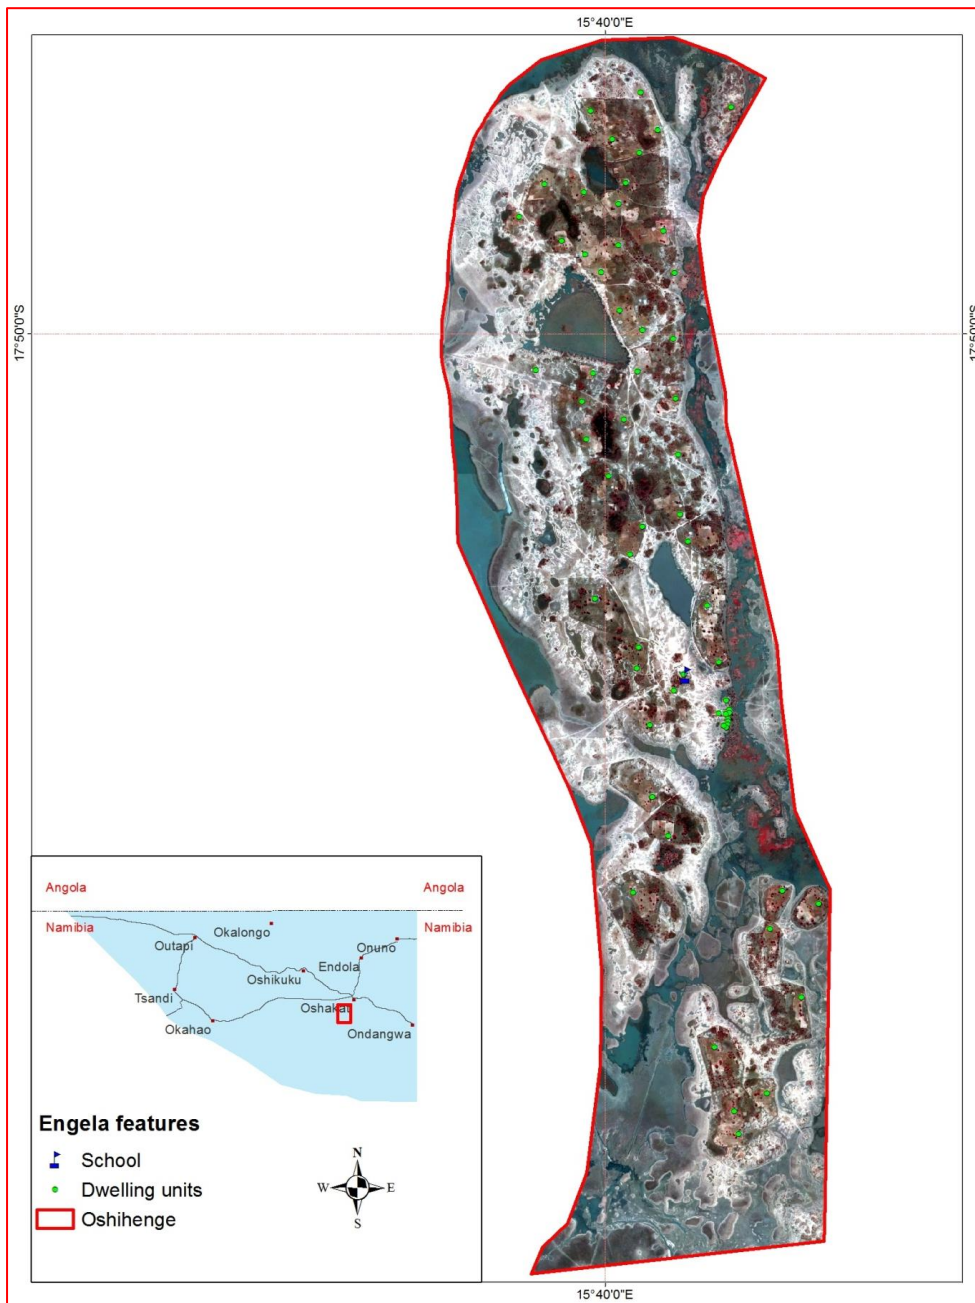 15°40'0"E
17°50'0"S
17°50'0"S
Angola
Angola
Namibia
Namibia
Okalongo
Outapi
Onuno
Endola
Oshikuku
Tsandi
Oshakati
Okahao
Ondangwa
Engela features
School
Dwelling units
Oshihenge
N
W
E
S
15°40'0"E